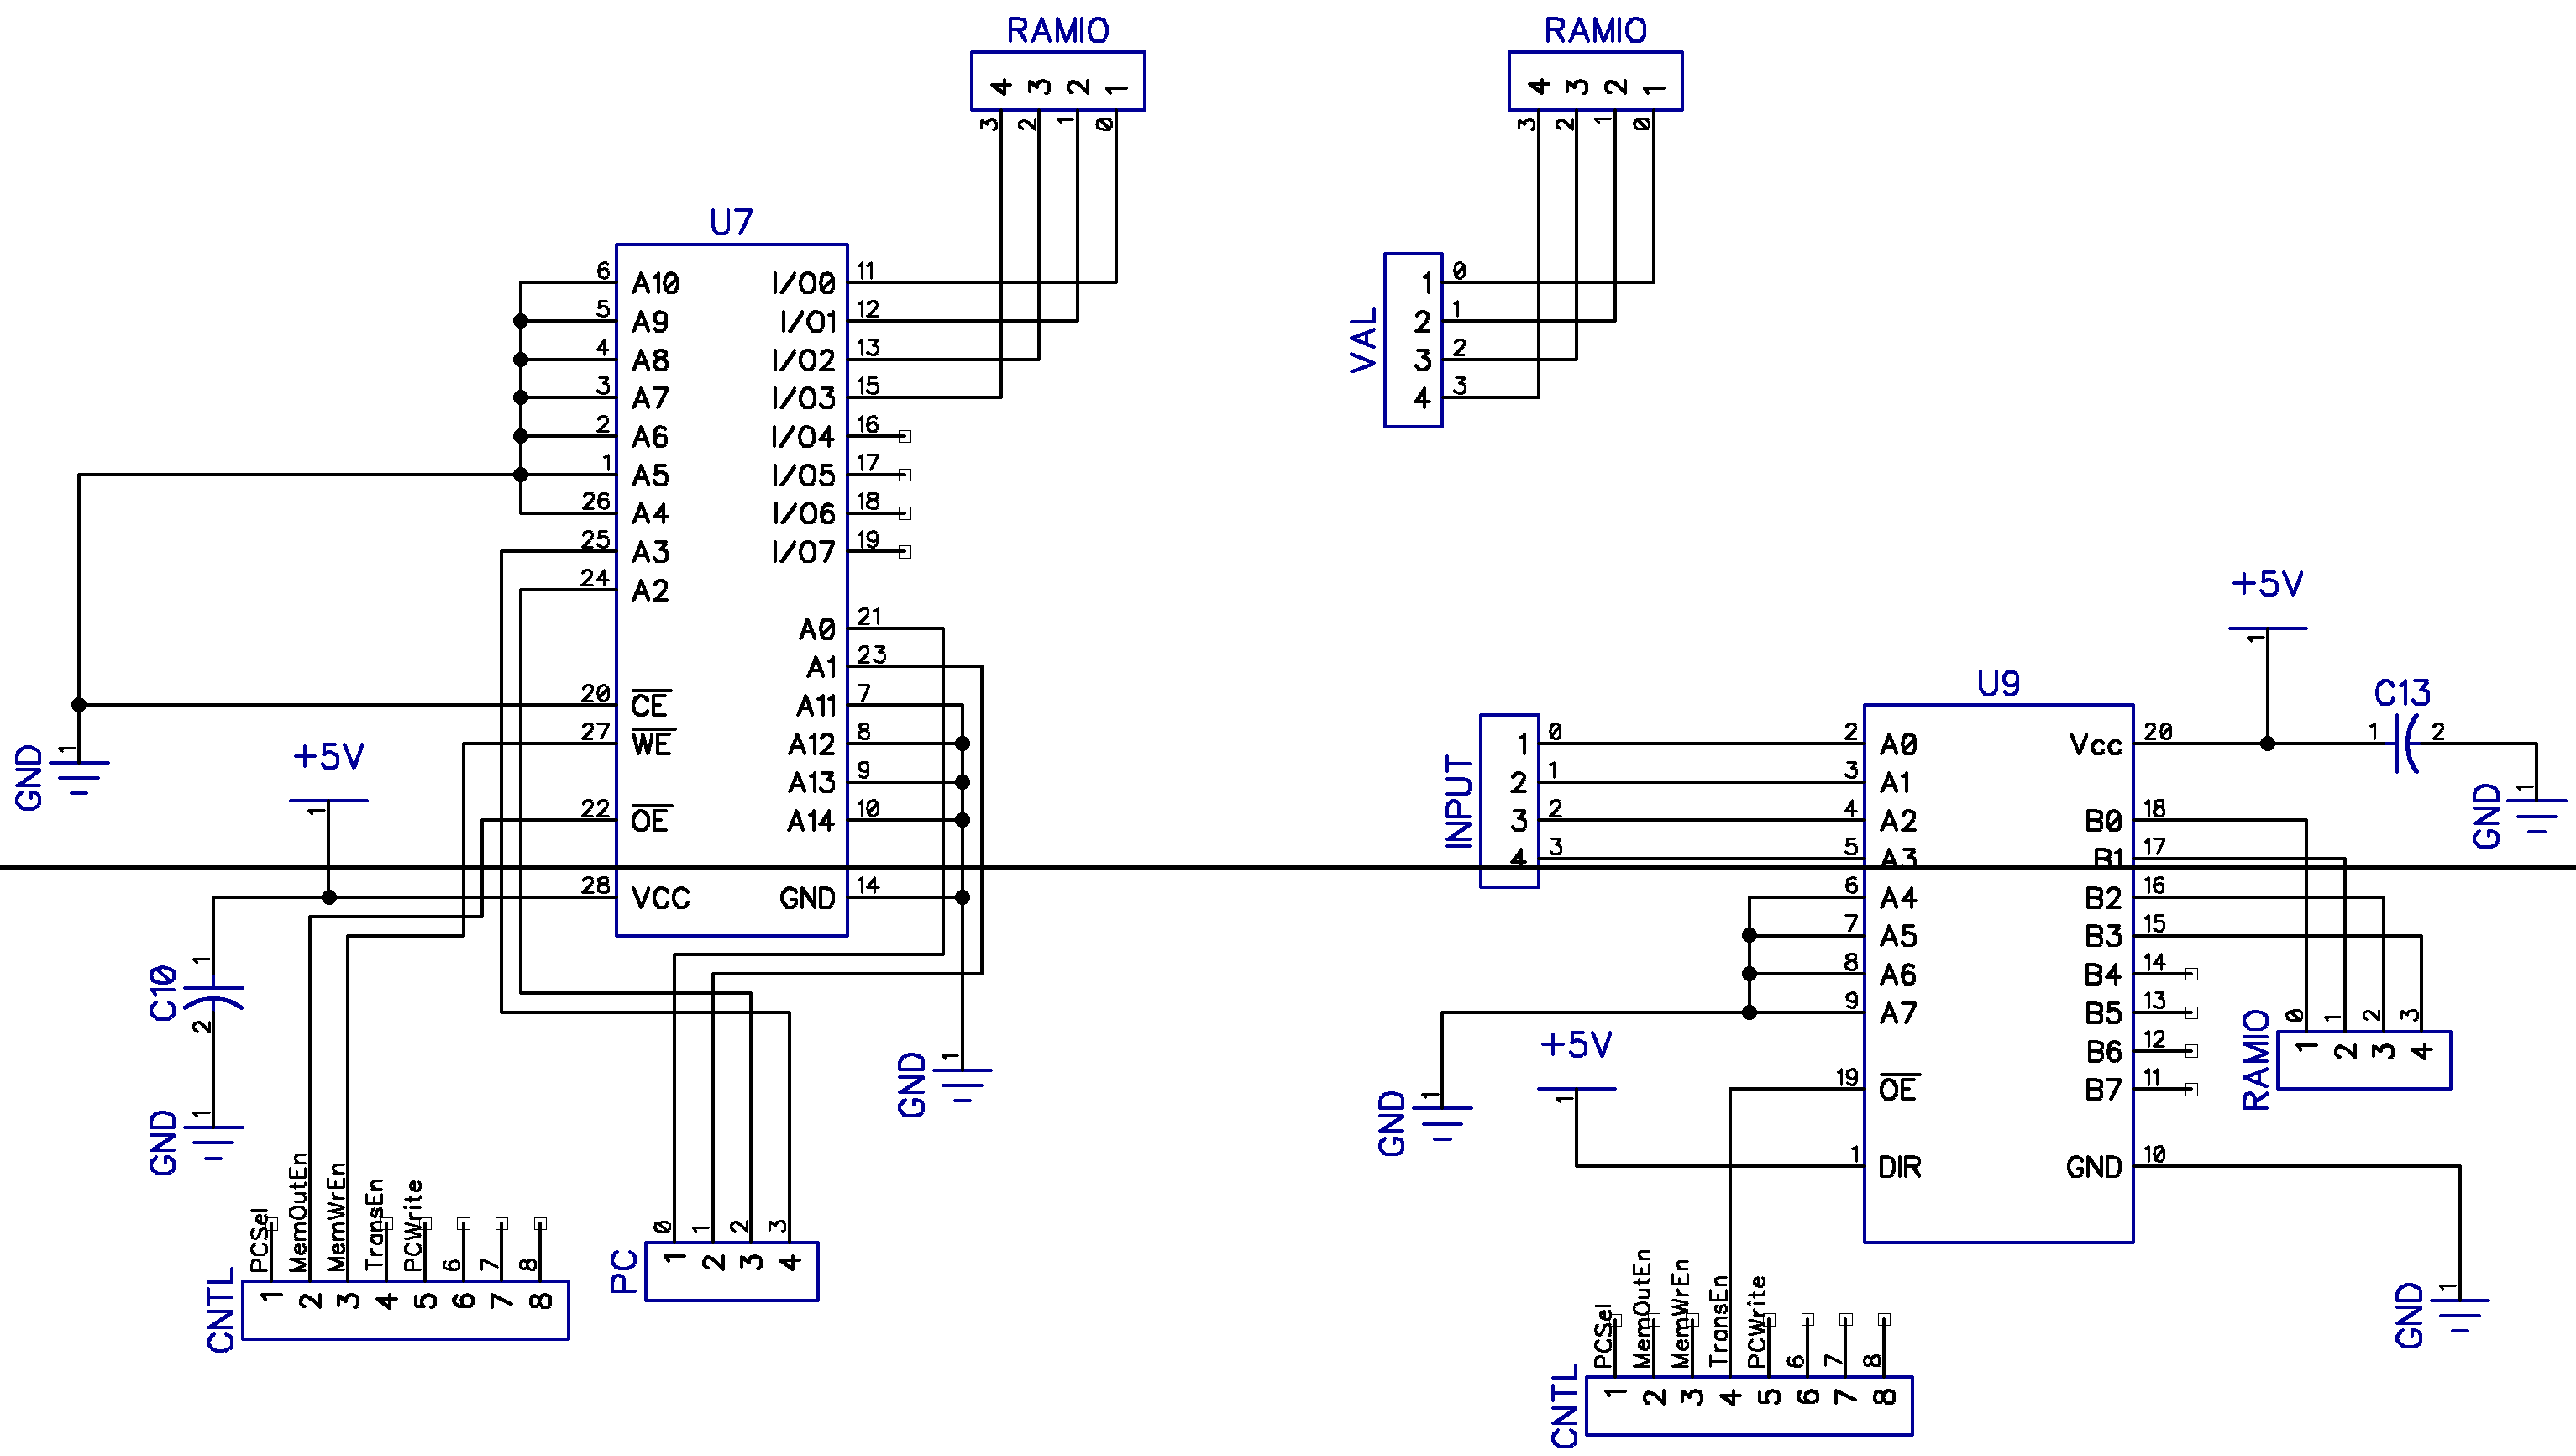 RAMIO
4 3 2 1
3 2 1 0
RAMIO
4 3 2 1
3 2 1 0
U7
6 A10 I/O0 11
5 A9 I/O1 12
4 A8 I/O2 13
3 A7 I/O3 15
2 A6 I/O4 16
1 A5 I/O5 17
26 A4 I/O6 18
25 A3 I/O7 19
24 A2
A0 21
A1 23
20 CE A11 7
27 WE A12 8
A13 9
22 OE A14 10
28 VCC GND 14
GND 1
+5V
1
C10
1
2
GND 1
GND 1
PCSel MemOutEn MemWrEn TransEn PCWrite 6 7 8
CNTL
1 2 3 4 5 6 7 8
0 1 2 3
PC
1 2 3 4
VAL
1 0
2 1
3 2
4 3
+5V
1
U9
C13
1 2
GND 1
INPUT
1 0
2 1
3 2
4 3
2 A0 Vcc 20
3 A1
4 A2 B0 18
5 A3 B1 17
6 A4 B2 16
7 A5 B3 15
8 A6 B4 14
9 A7 B5 13
B6 12
19 OE B7 11
1 DIR GND 10
GND 1
+5V
1
0 1 2 3
RAMIO
1 2 3 4
GND 1
PCSel MemOutEn MemWrEn TransEn PCWrite 6 7 8
CNTL
1 2 3 4 5 6 7 8